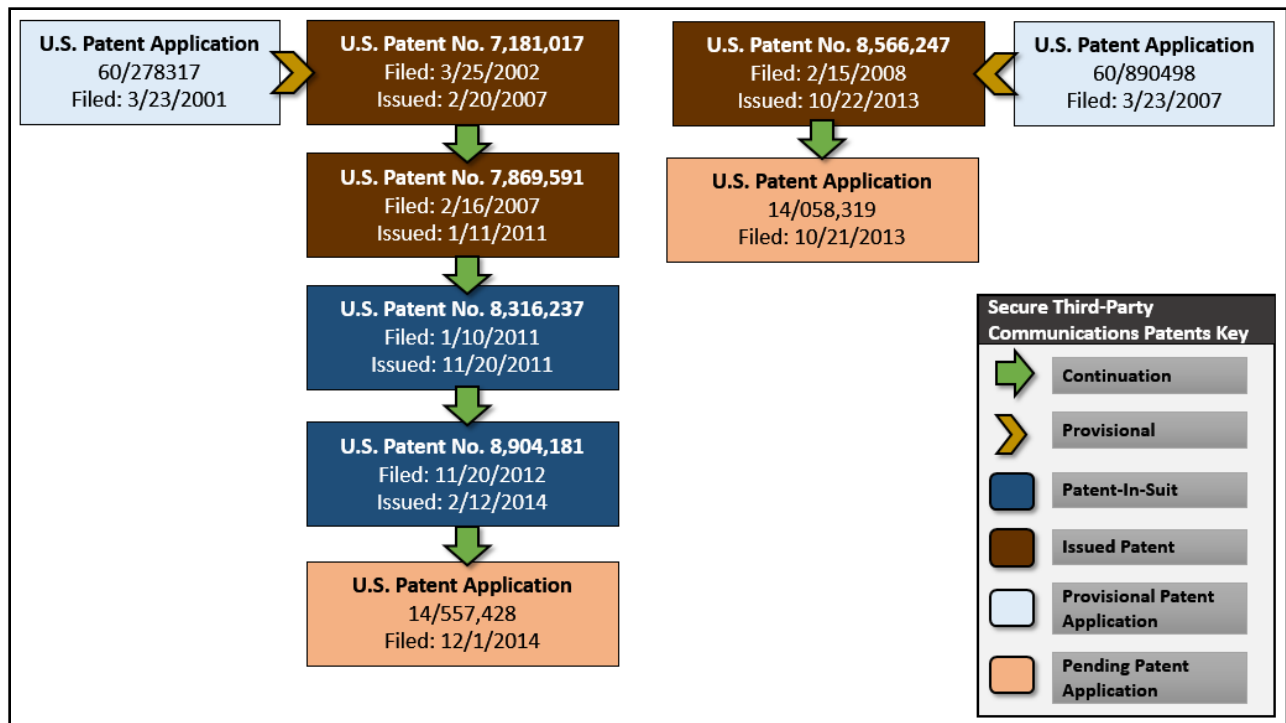 U.S. Patent Application
60/278317
Filed: 3/23/2001
U.S. Patent No. 7,181,017
Filed: 3/25/2002
Issued: 2/20/2007
U.S. Patent No. 8,566,247
Filed: 2/15/2008
Issued: 10/22/2013
U.S. Patent Application
60/890498
Filed: 3/23/2007
U.S. Patent No. 7,869,591
Filed: 2/16/2007
Issued: 1/11/2011
U.S. Patent Application
14/058,319
Filed: 10/21/2013
U.S. Patent No. 8,316,237
Filed: 1/10/2011
Issued: 11/20/2011
U.S. Patent No. 8,904,181
Filed: 11/20/2012
Issued: 2/12/2014
U.S. Patent Application
14/557,428
Filed: 12/1/2014
Secure Third-Party
Communications Patents Key
Continuation
Provisional
Patent-In-Suit
Issued Patent
Provisional Patent
Application
Pending Patent
Application